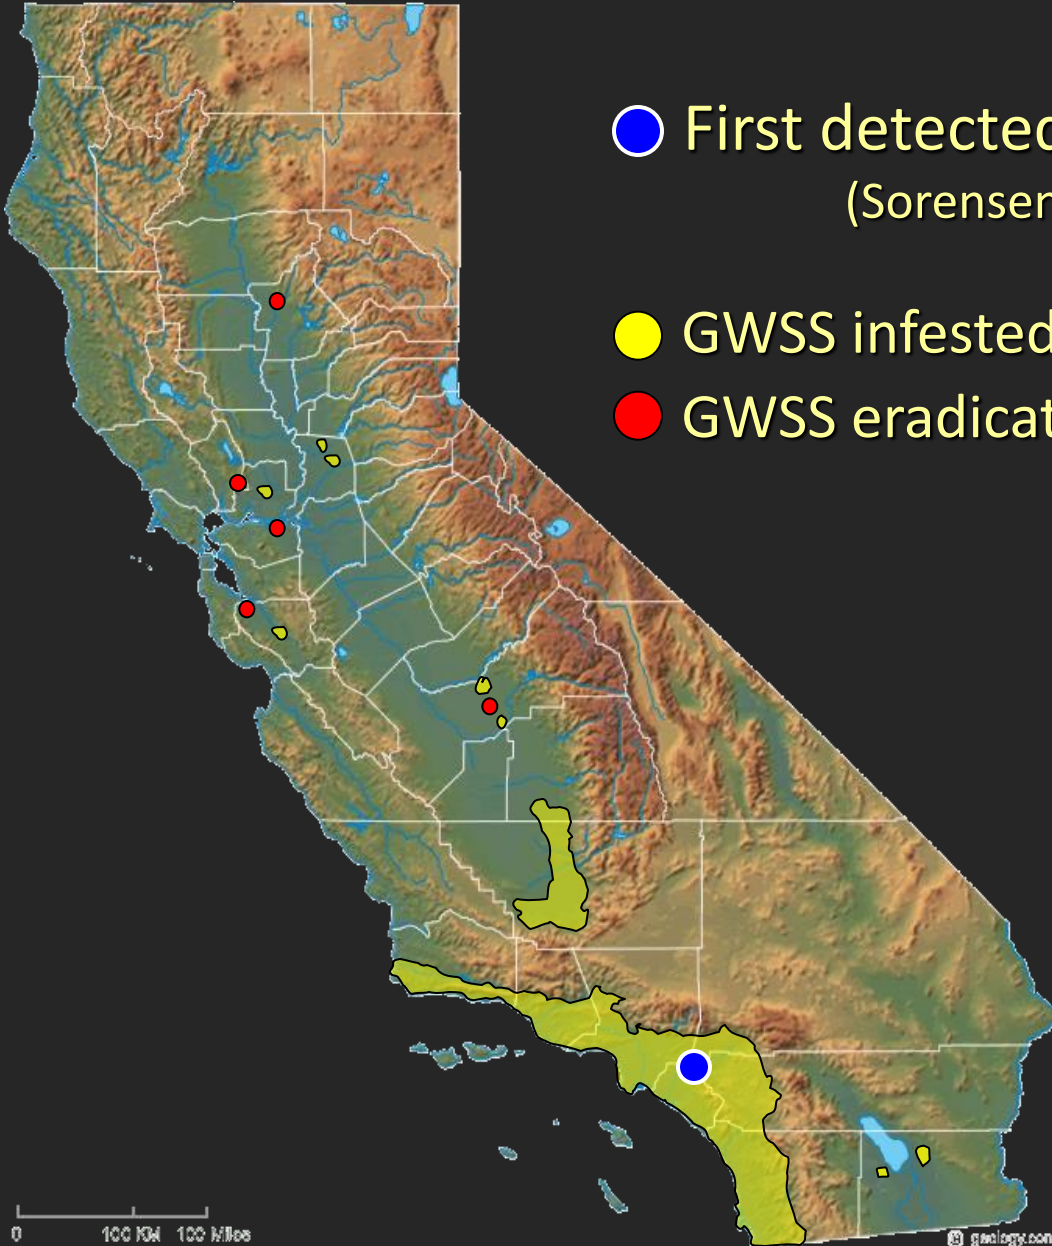 First detected
(Sorensen
GWSS infested
GWSS eradicat
0 100 KM 100 Miles
© geology.com